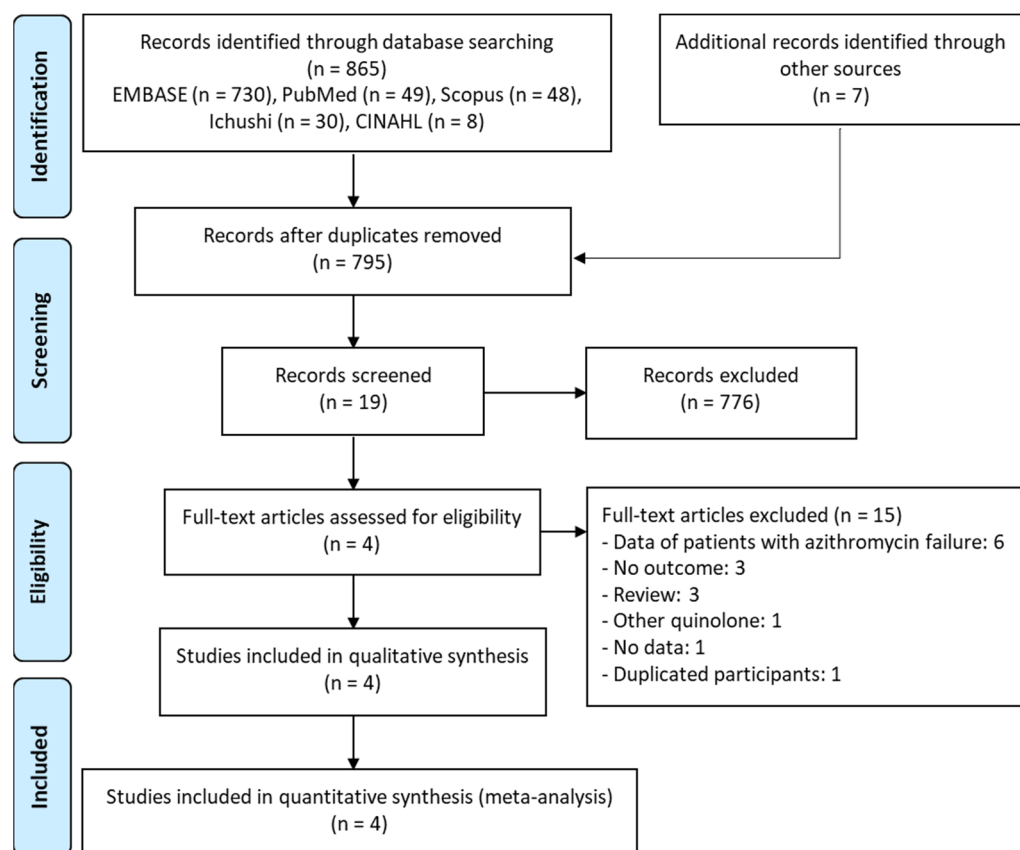 Identification
Records identified through database searching
(n = 865)
EMBASE (n = 730), PubMed (n = 49), Scopus (n = 48),
Ichushi (n = 30), CINAHL (n = 8)
Additional records identified through
other sources
(n = 7)
Records after duplicates removed
(n = 795)
Screening
Records screened
(n = 19)
Records excluded
(n = 776)
Eligibility
Full-text articles assessed for eligibility
(n = 4)
Full-text articles excluded (n = 15)
- Data of patients with azithromycin failure: 6
- No outcome: 3
- Review: 3
- Other quinolone: 1
- No data: 1
- Duplicated participants: 1
Studies included in qualitative synthesis
(n = 4)
Included
Studies included in quantitative synthesis (meta-analysis)
(n = 4)